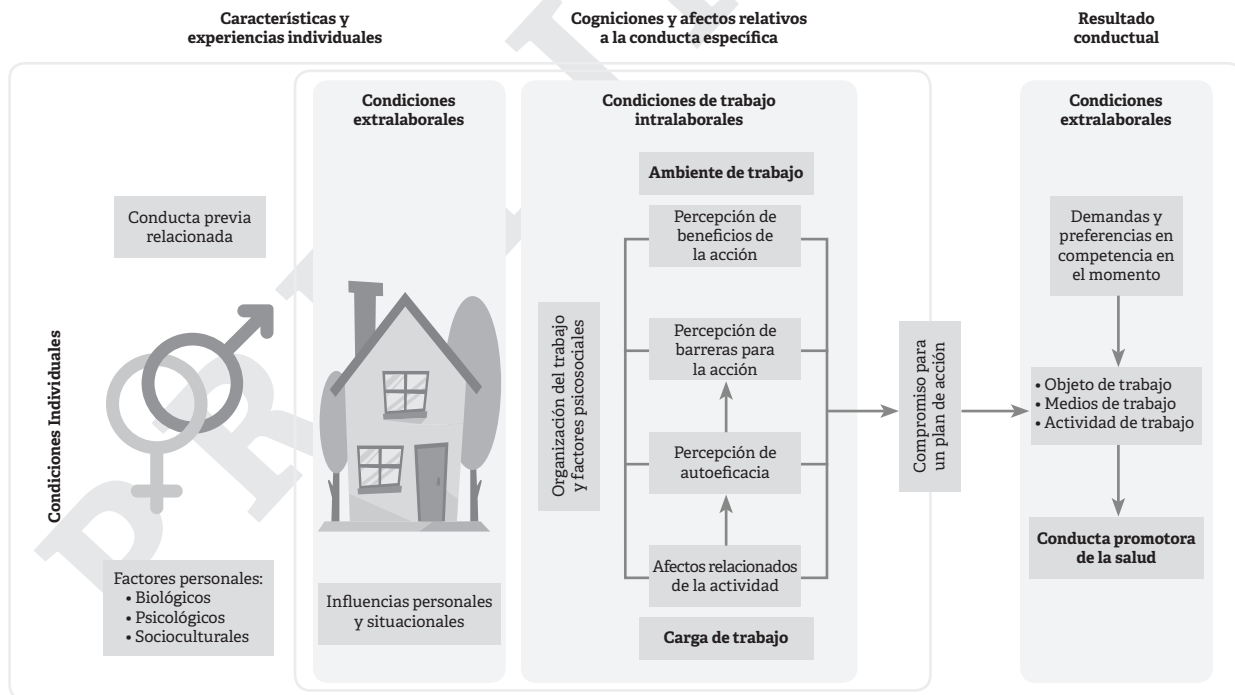 Características y
experiencias individuales
Cogniciones y afectos relativos
a la conducta específica
Resultado
conductual
Condiciones Individuales
Conducta previa
relacionada
Factores personales:
• Biológicos
• Psicológicos
• Socioculturales
Condiciones
extralaborales
Influencias personales
y situacionales
Condiciones de trabajo
intralaborales
Organización del trabajo
y factores psicosociales
Ambiente de trabajo
Percepción de
beneficios de
la acción
Percepción de
barreras para
la acción
Percepción de
autoeficacia
Afectos relacionados
de la actividad
Carga de trabajo
Compromiso para
un plan de acción
Condiciones
extralaborales
Demandas y
preferencias en
competencia en
el momento
• Objeto de trabajo
• Medios de trabajo
• Actividad de trabajo
Conducta promotora
de la salud